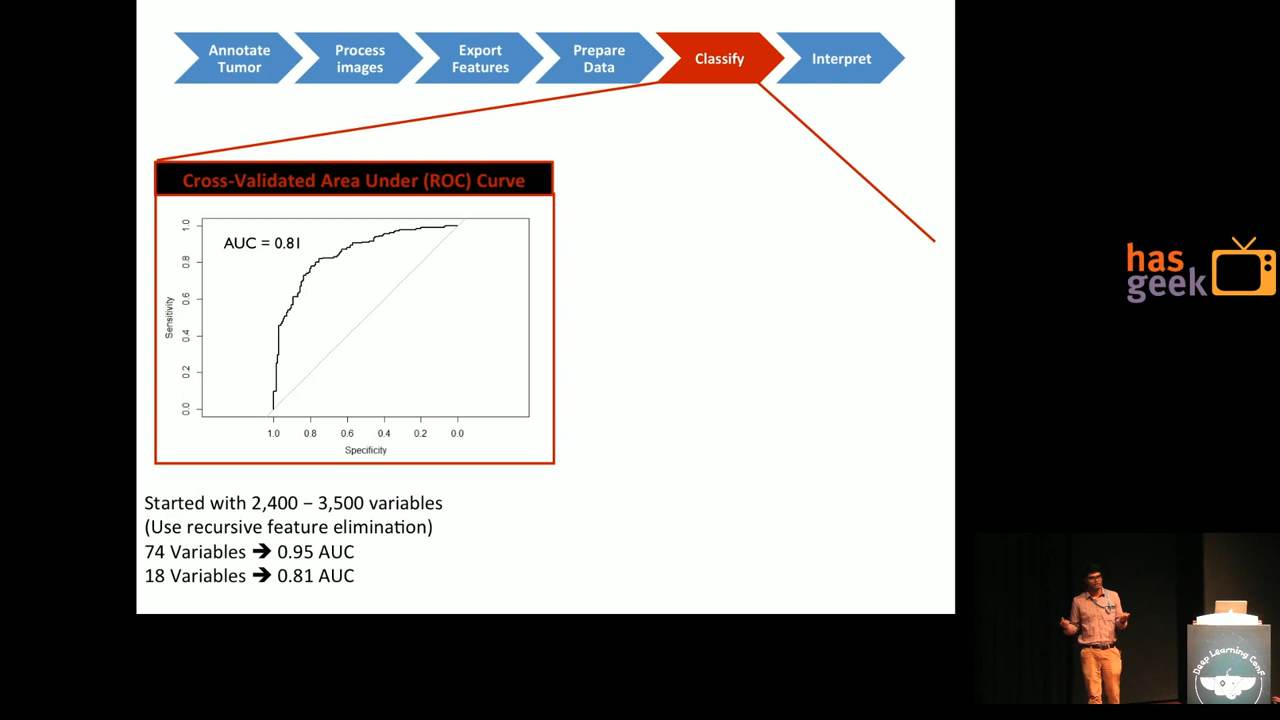 Annotate
Tumor
Process
images
Export
Features
Prepare
Data
Classify
Interpret
Cross-Validated Area Under (ROC) Curve
AUC = 0.81
Sensitivity
1.0
0.8
0.6
0.4
0.2
0.0
1.0 0.8 0.6 0.4 0.2 0.0
Specificity
Started with 2,400 – 3,500 variables
(Use recursive feature elimination)
74 Variables ➔ 0.95 AUC
18 Variables ➔ 0.81 AUC
has
geek
Deep Learning Conf